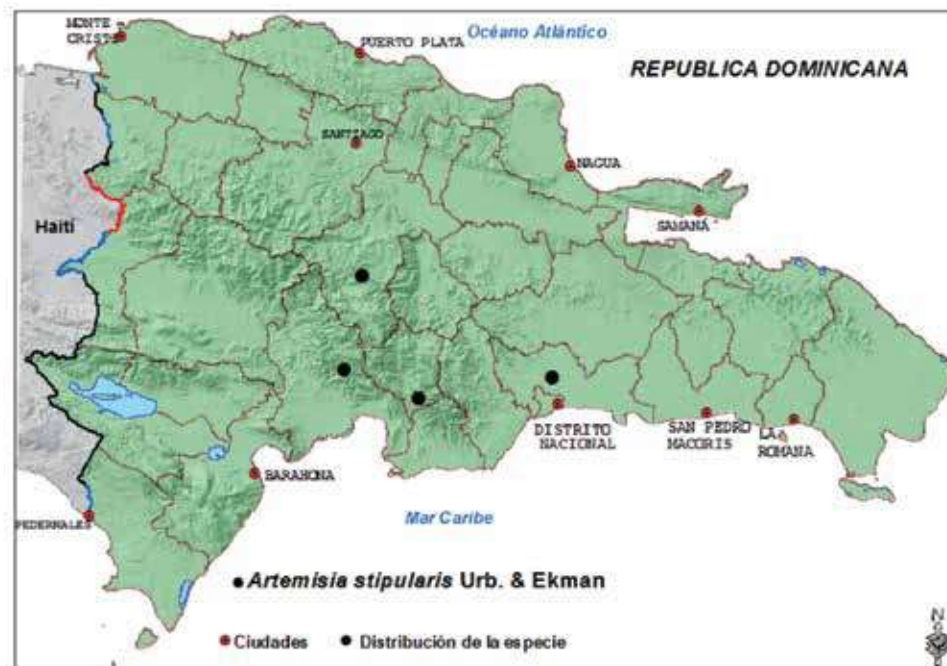 MONTE
CRISTI
PUERTO PLATA
Océano Atlántico
REPUBLICA DOMINICANA
SANTIAGO
NAGUA
SAMANÁ
Haití
DISTRITO
NACIONAL
SAN PEDRO
MACORIS
LA
ROMANA
BARAHONA
PEDERNALES
Mar Caribe
Artemisia stipularis Urb. & Ekman
Ciudades
Distribución de la especie